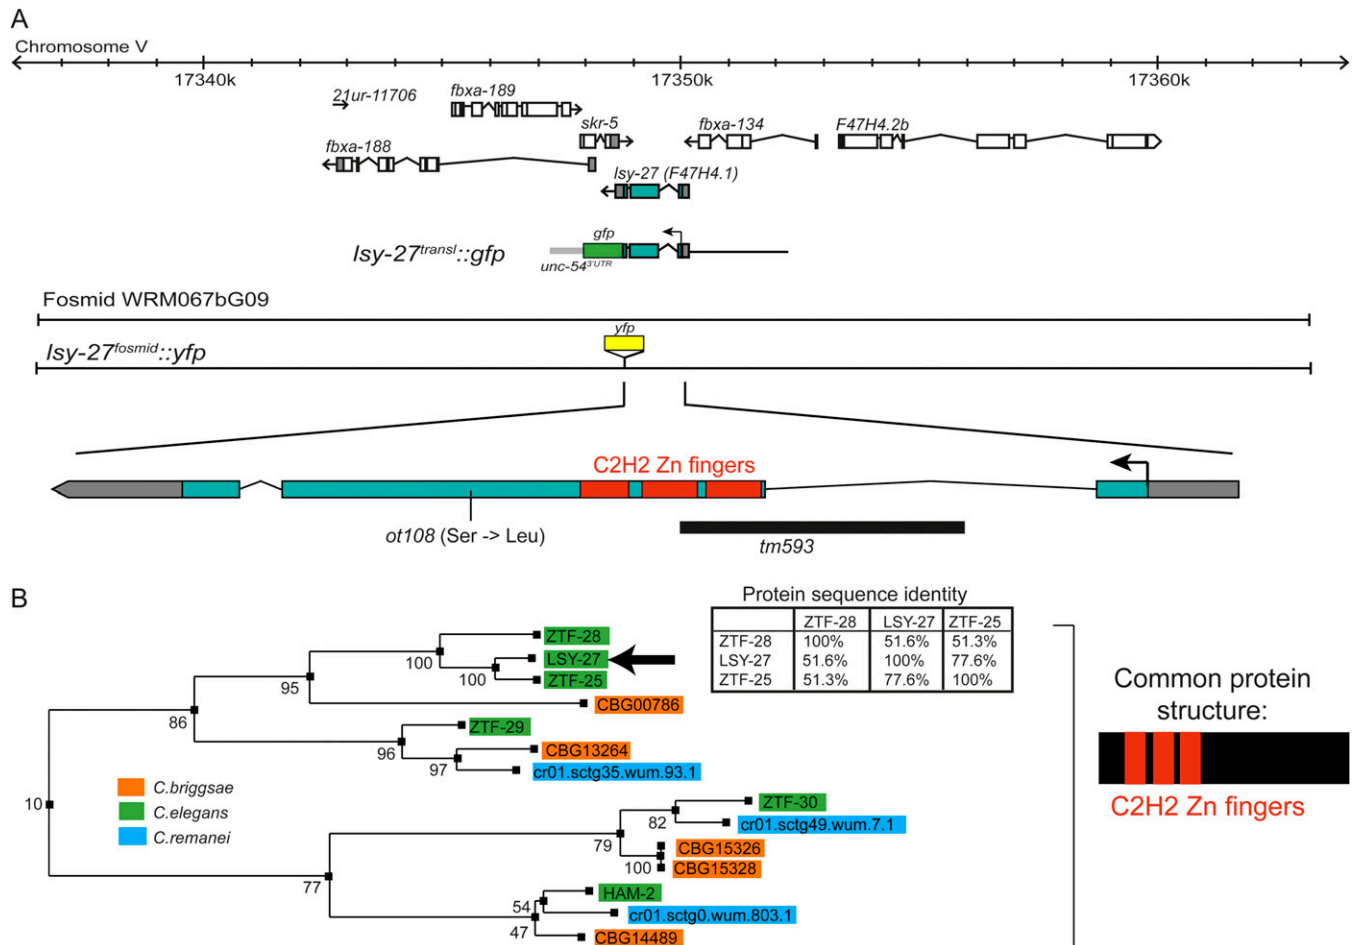 A
Chromosome V
17340k
17350k
17360k
21ur-11706
fbxa-189
skr-5
fbxa-134
F47H4.2b
fbxa-188
lsy-27 (F47H4.1)
lsy-27transl::gfp
gfp
unc-54 3'UTR
Fosmid WRM067bG09
yfp
lsy-27fosmid::yfp
C2H2 Zn fingers
ot108 (Ser -> Leu)
tm593
B
Protein sequence identity
ZTF-28 LSY-27 ZTF-25
ZTF-28 100% 51.6% 51.3%
LSY-27 51.6% 100% 77.6%
ZTF-25 51.3% 77.6% 100%
ZTF-28
100
LSY-27
100
ZTF-25
95
CBG00786
86
ZTF-29
96
CBG13264
97
cr01.sctg35.wum.93.1
C.briggsae
C.elegans
C.remanei
10
ZTF-30
82
cr01.sctg49.wum.7.1
79
CBG15326
100
CBG15328
77
HAM-2
54
cr01.sctg0.wum.803.1
47
CBG14489
Common protein
structure:
C2H2 Zn fingers